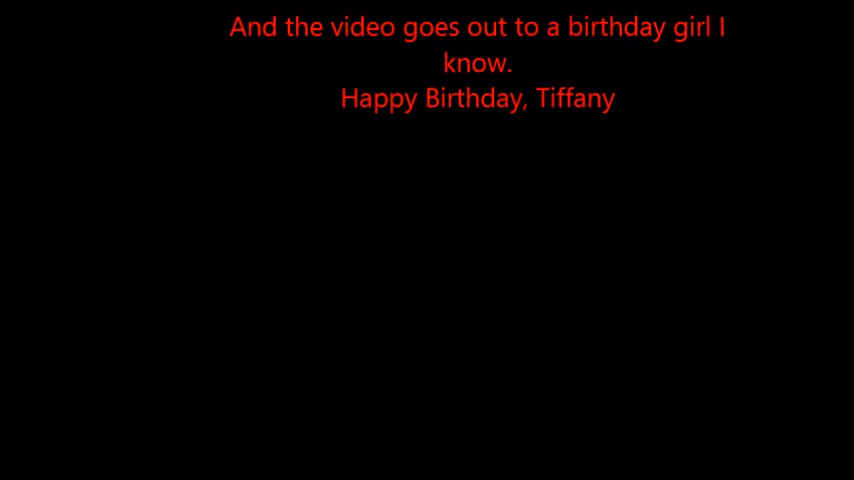 And the video goes out to a birthday girl I
know.
Happy Birthday, Tiffany